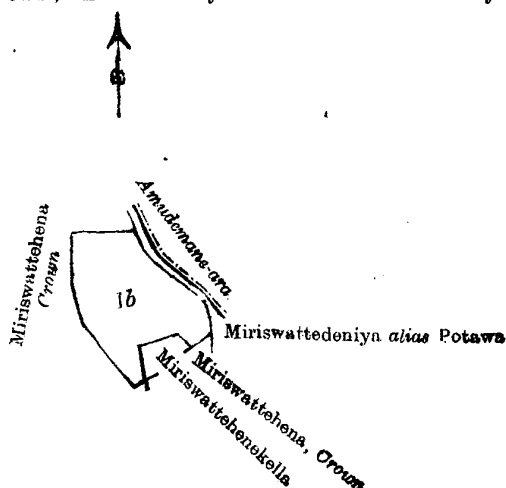 Amudemane-ara
Miriswattehena
Crown
1b
Miriswattedeniya alias Potawa
Miriswattehena, Crown
Miriswattehenekella